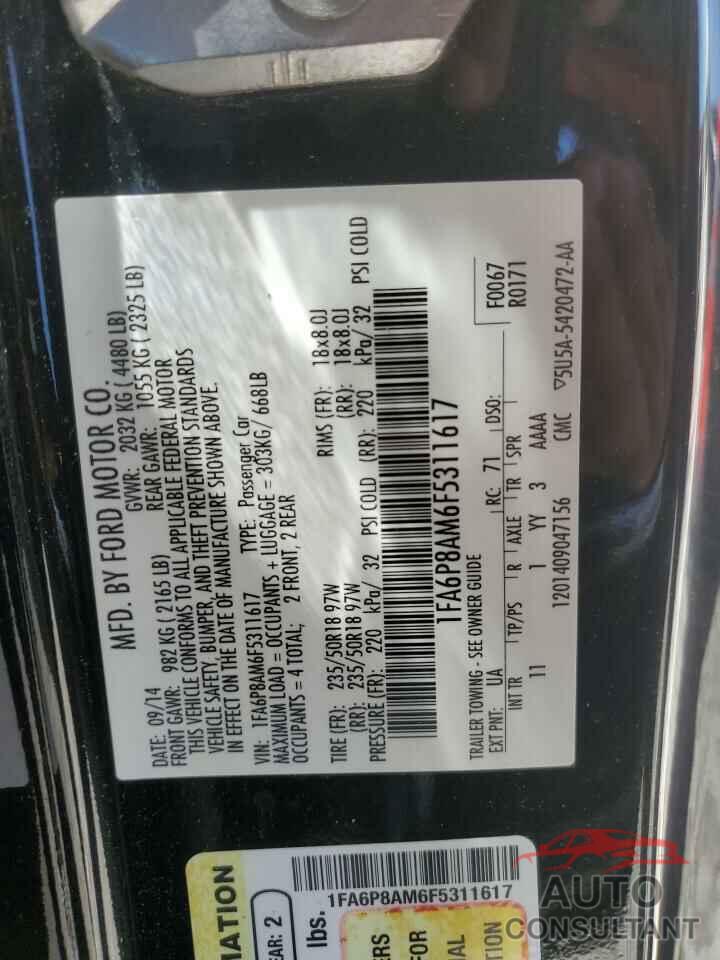 MFD. BY FORD MOTOR CO.
DATE: 09/14 GVWR: 2032 KG ( 4480 LB)
FRONT GAWR: 982 KG ( 2165 LB) REAR GAWR: 1055 KG ( 2325 LB)
THIS VEHICLE CONFORMS TO ALL APPLICABLE FEDERAL MOTOR
VEHICLE SAFETY, BUMPER, AND THEFT PREVENTION STANDARDS
IN EFFECT ON THE DATE OF MANUFACTURE SHOWN ABOVE.
VIN: 1FA6P8AM6F5311617 TYPE: Passenger Car
MAXIMUM LOAD = OCCUPANTS + LUGGAGE = 303KG/ 668LB
OCCUPANTS = 4 TOTAL; 2 FRONT, 2 REAR
TIRE (FR): 235/50R18 97W RIMS (FR): 18x8.0J
(RR): 235/50R18 97W (RR): 18x8.0J
PRESSURE (FR): 220 kPa/ 32 PSI COLD (RR): 220 kPa/ 32 PSI COLD
1FA6P8AM6F5311617
TRAILER TOWING - SEE OWNER GUIDE F0067
EXT PNT: UA RC: 71 DSO: R0171
INT TR TP/PS R AXLE TR SPR
11 1 YY 3 AAAA
1201409047156 CMC ▽5U5A-5420472-AA
MATION
EAR: 2
lbs.
1FA6P8AM6F5311617
ERS
FOR
AUTO
CONSULTANT